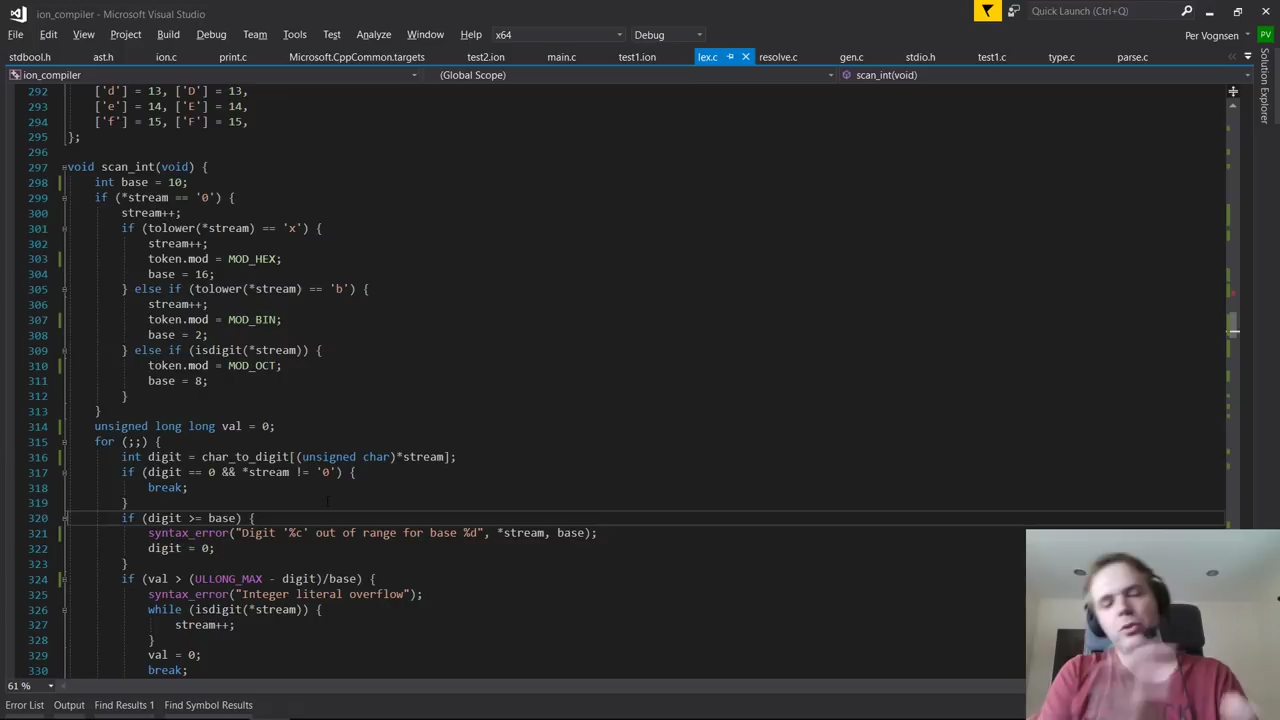 ion_compiler - Microsoft Visual Studio
Quick Launch (Ctrl+Q)
File Edit View Project Build Debug Team Tools Test Analyze Window Help x64 Debug Per Vognsen PV
stdbool.h ast.h ion.c print.c Microsoft.CppCommon.targets test2.ion main.c test1.ion lex.c resolve.c gen.c stdio.h test1.c type.c parse.c
Solution Explorer
ion_compiler (Global Scope) scan_int(void)
292 ['d'] = 13, ['D'] = 13,
293 ['e'] = 14, ['E'] = 14,
294 ['f'] = 15, ['F'] = 15,
295 };
296
297 void scan_int(void) {
298 int base = 10;
299 if (*stream == '0') {
300 stream++;
301 if (tolower(*stream) == 'x') {
302 stream++;
303 token.mod = MOD_HEX;
304 base = 16;
305 } else if (tolower(*stream) == 'b') {
306 stream++;
307 token.mod = MOD_BIN;
308 base = 2;
309 } else if (isdigit(*stream)) {
310 token.mod = MOD_OCT;
311 base = 8;
312 }
313 }
314 unsigned long long val = 0;
315 for (;;) {
316 int digit = char_to_digit[(unsigned char)*stream];
317 if (digit == 0 && *stream != '0') {
318 break;
319 }
320 if (digit >= base) {
321 syntax_error("Digit '%c' out of range for base %d", *stream, base);
322 digit = 0;
323 }
324 if (val > (ULLONG_MAX - digit)/base) {
325 syntax_error("Integer literal overflow");
326 while (isdigit(*stream)) {
327 stream++;
328 }
329 val = 0;
330 break;
61 %
Error List Output Find Results 1 Find Symbol Results